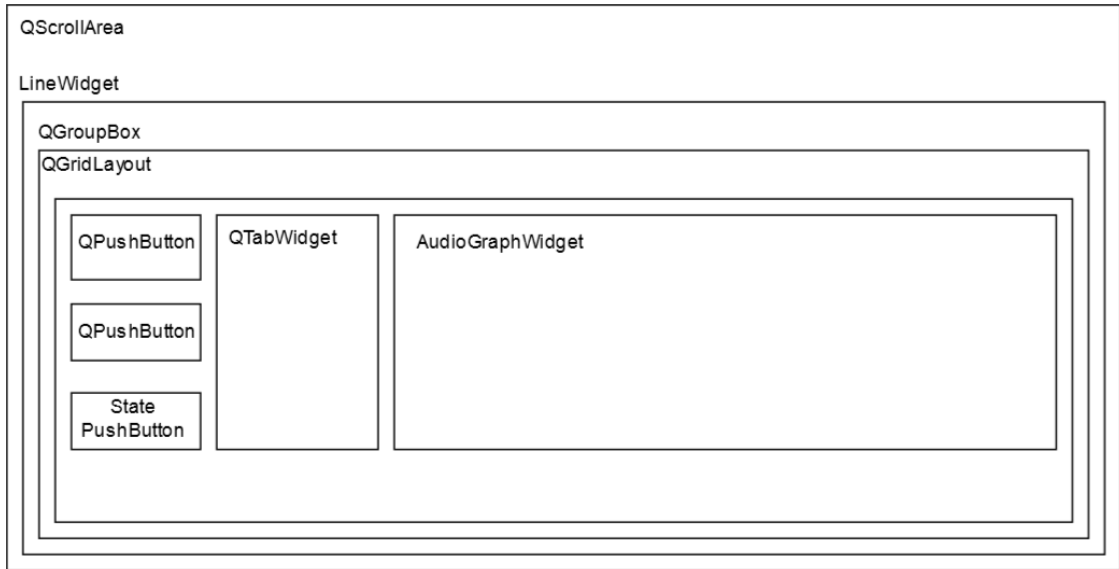 QScrollArea
LineWidget
QGroupBox
QGridLayout
QPushButton
QTabWidget
AudioGraphWidget
QPushButton
State
PushButton